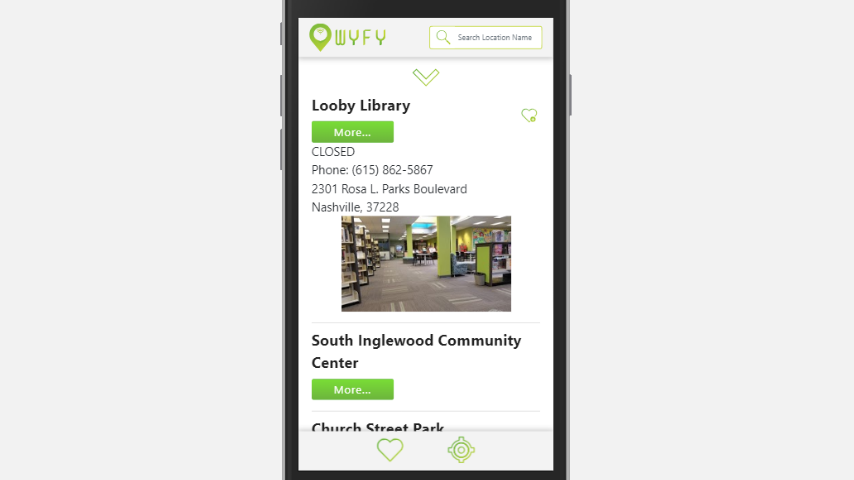 WYFY
Search Location Name
Looby Library
More...
CLOSED
Phone: (615) 862-5867
2301 Rosa L. Parks Boulevard
Nashville, 37228
South Inglewood Community
Center
More...
Church Street Park